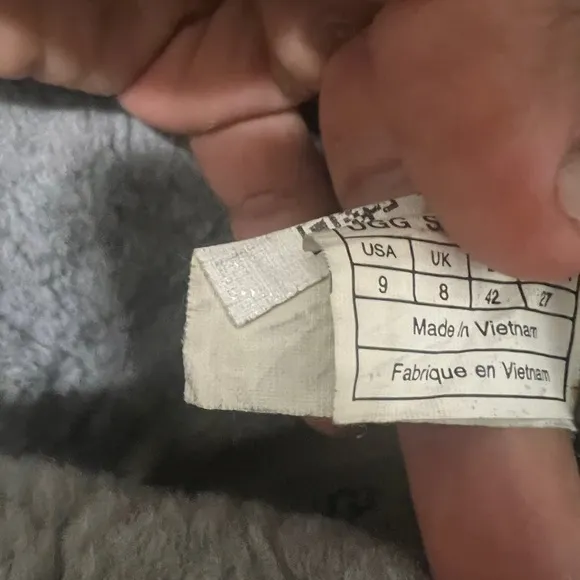 UGG
USA UK
9 8 42 27
Made in Vietnam
Fabrique en Vietnam